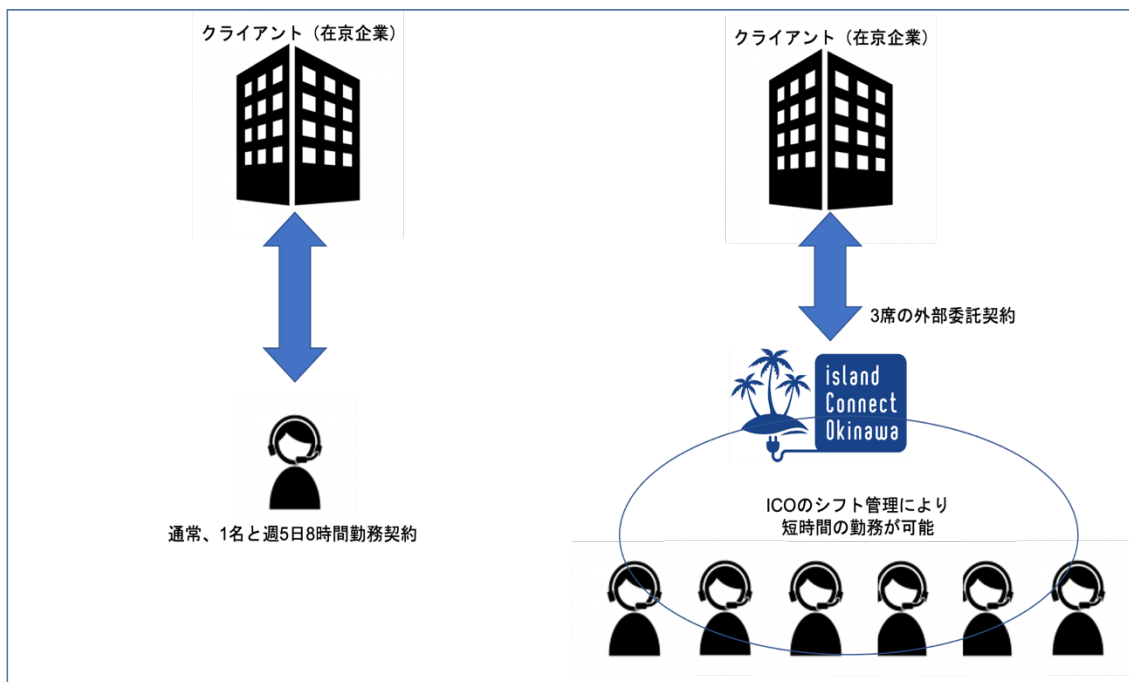 クライアント（在京企業）
通常、1名と週5日8時間勤務契約
クライアント（在京企業）
3席の外部委託契約
island
Connect
Okinawa
ICOのシフト管理により
短時間の勤務が可能